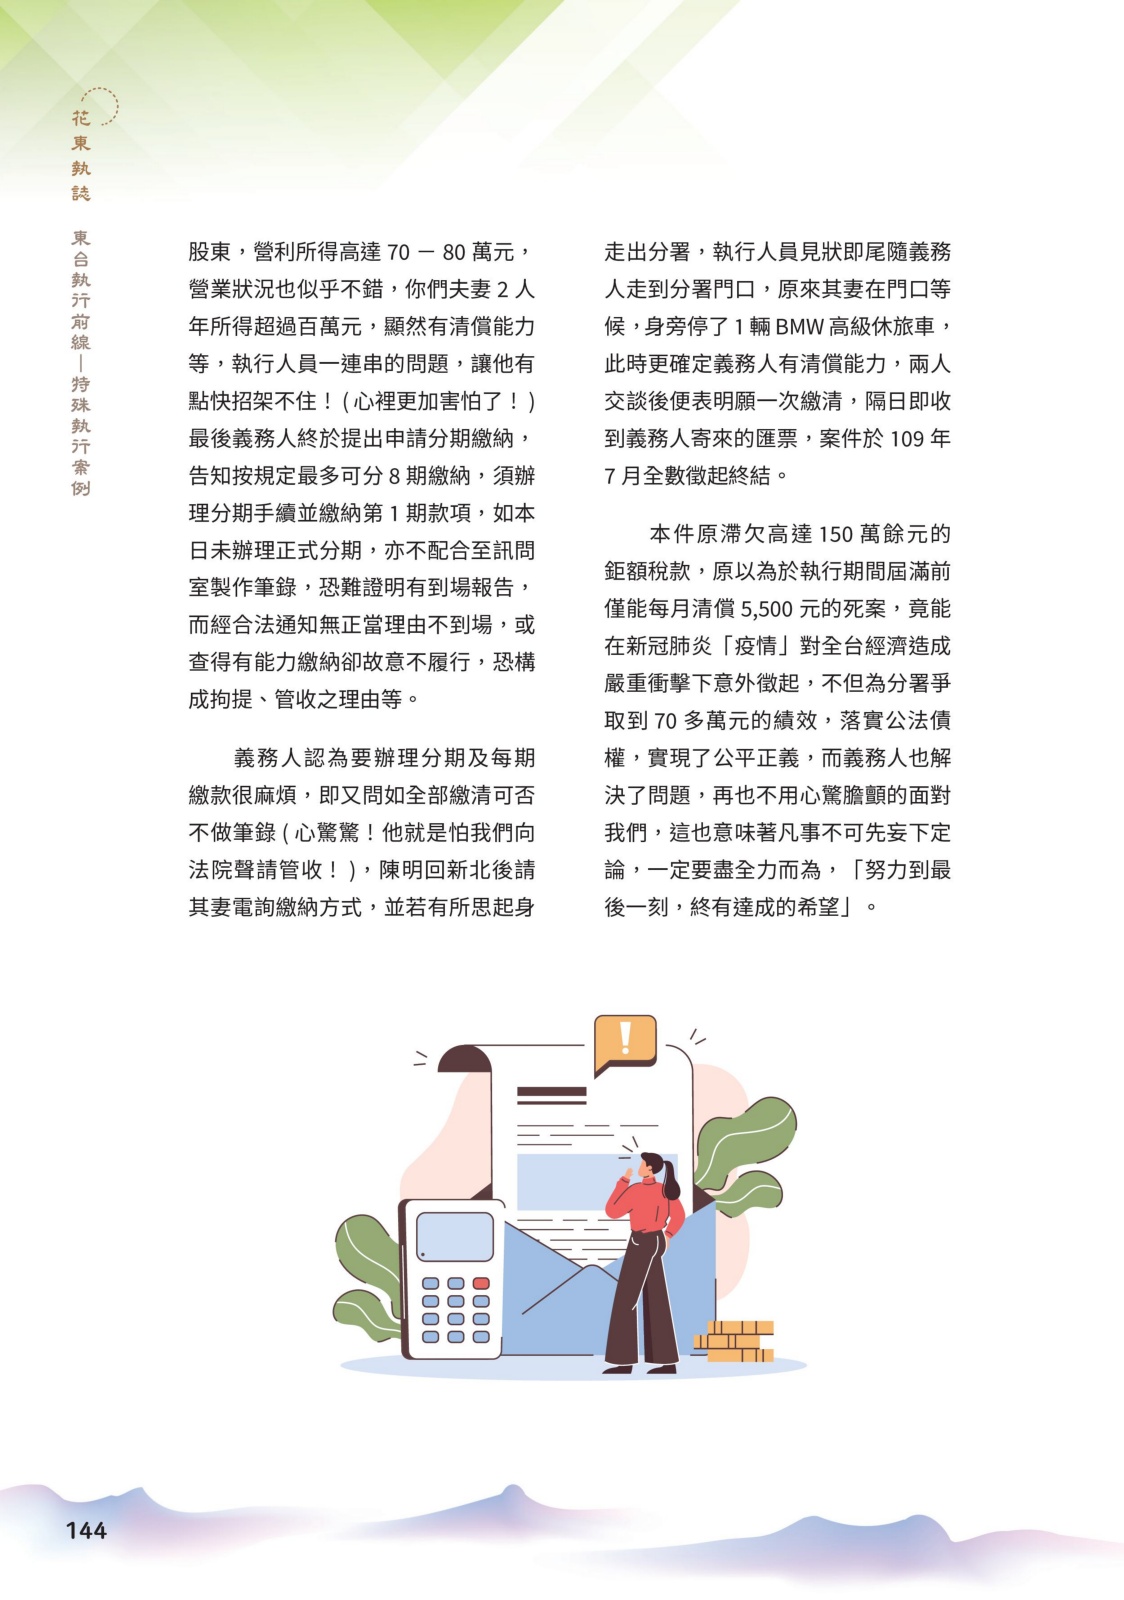 花東執誌
東台執行前線—特殊執行案例
股東，營利所得高達 70 － 80 萬元，
營業狀況也似乎不錯，你們夫妻 2 人
年所得超過百萬元，顯然有清償能力
等，執行人員一連串的問題，讓他有
點快招架不住！ ( 心裡更加害怕了！ )
最後義務人終於提出申請分期繳納，
告知按規定最多可分 8 期繳納，須辦
理分期手續並繳納第 1 期款項，如本
日未辦理正式分期，亦不配合至訊問
室製作筆錄，恐難證明有到場報告，
而經合法通知無正當理由不到場，或
查得有能力繳納卻故意不履行，恐構
成拘提、管收之理由等。
義務人認為要辦理分期及每期
繳款很麻煩，即又問如全部繳清可否
不做筆錄 ( 心驚驚！他就是怕我們向
法院聲請管收！ )，陳明回新北後請
其妻電詢繳納方式，並若有所思起身
走出分署，執行人員見狀即尾隨義務
人走到分署門口，原來其妻在門口等
候，身旁停了 1 輛 BMW 高級休旅車，
此時更確定義務人有清償能力，兩人
交談後便表明願一次繳清，隔日即收
到義務人寄來的匯票，案件於 109 年
7 月全數徵起終結。
本件原滯欠高達 150 萬餘元的
鉅額稅款，原以為於執行期間屆滿前
僅能每月清償 5,500 元的死案，竟能
在新冠肺炎「疫情」對全台經濟造成
嚴重衝擊下意外徵起，不但為分署爭
取到 70 多萬元的績效，落實公法債
權，實現了公平正義，而義務人也解
決了問題，再也不用心驚膽顫的面對
我們，這也意味著凡事不可先妄下定
論，一定要盡全力而為，「努力到最
後一刻，終有達成的希望」。
!
144